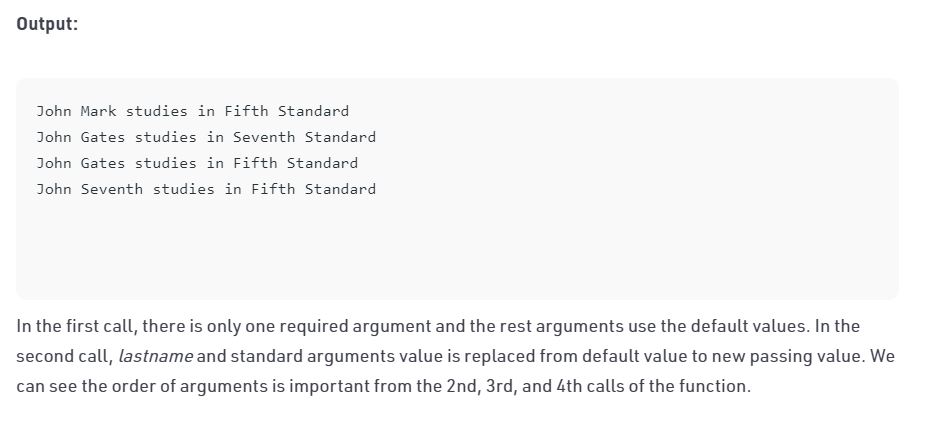 Output:
John Mark studies in Fifth Standard
John Gates studies in Seventh Standard
John Gates studies in Fifth Standard
John Seventh studies in Fifth Standard
In the first call, there is only one required argument and the rest arguments use the default values. In the
second call, lastname and standard arguments value is replaced from default value to new passing value. We
can see the order of arguments is important from the 2nd, 3rd, and 4th calls of the function.